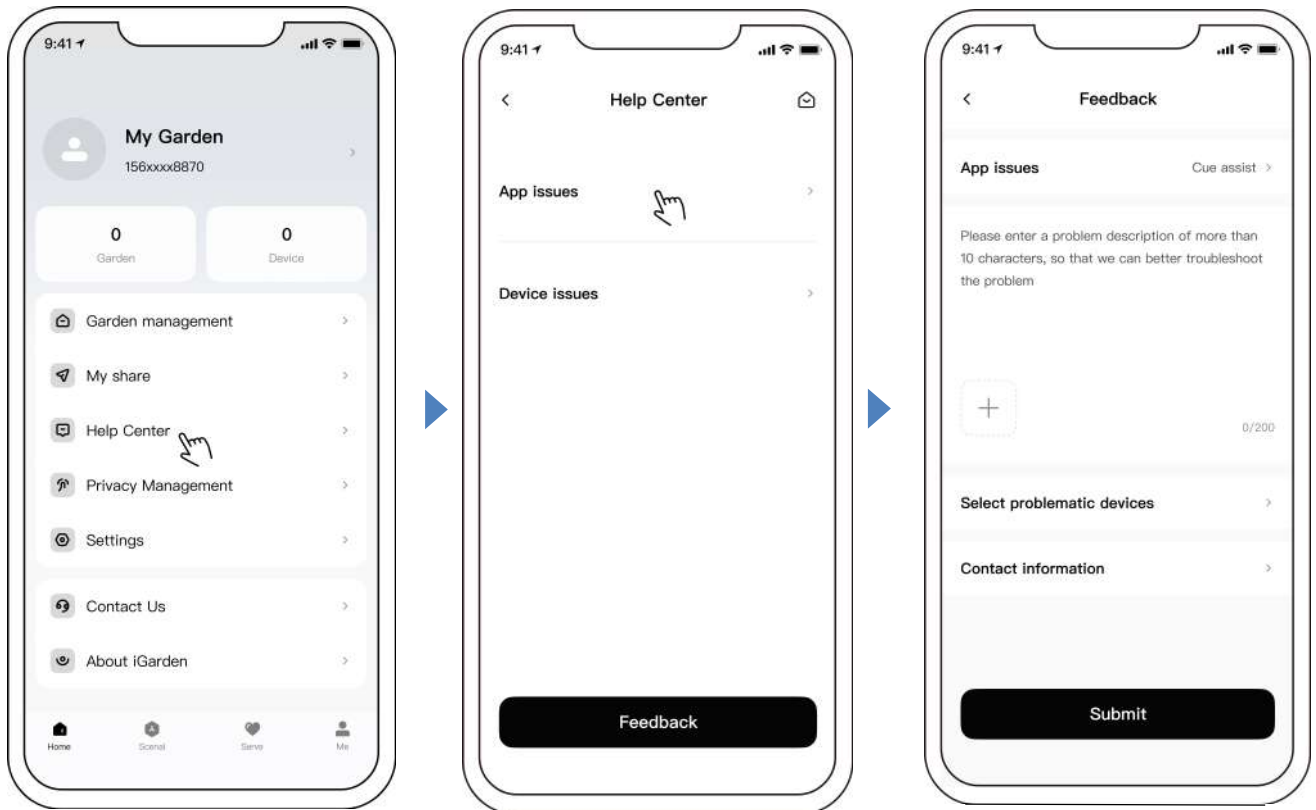 9:41
My Garden
156xxxx8870
0
Garden
0
Device
Garden management
My share
Help Center
Privacy Management
Settings
Contact Us
About iGarden
Home
Scenal
Serve
Me
9:41
Help Center
App issues
Device issues
Feedback
9:41
Feedback
App issues
Cue assist
Please enter a problem description of more than
10 characters, so that we can better troubleshoot
the problem
0/200
Select problematic devices
Contact information
Submit